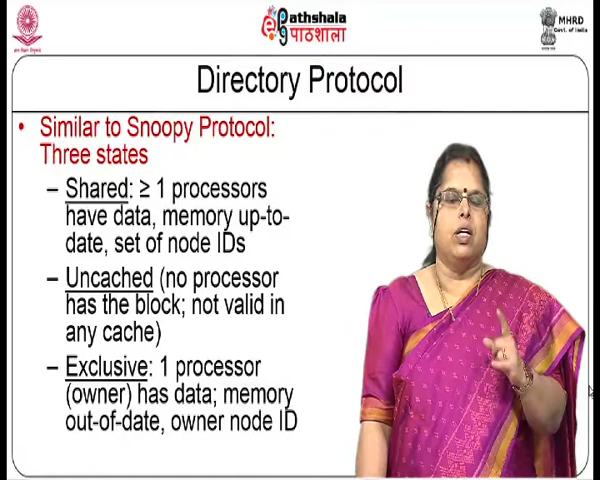 Pathshala
पाठशाला
MHRD
Govt. of India
Directory Protocol
• Similar to Snoopy Protocol:
Three states
– Shared: ≥ 1 processors
have data, memory up-to-
date, set of node IDs
– Uncached (no processor
has the block; not valid in
any cache)
– Exclusive: 1 processor
(owner) has data; memory
out-of-date, owner node ID